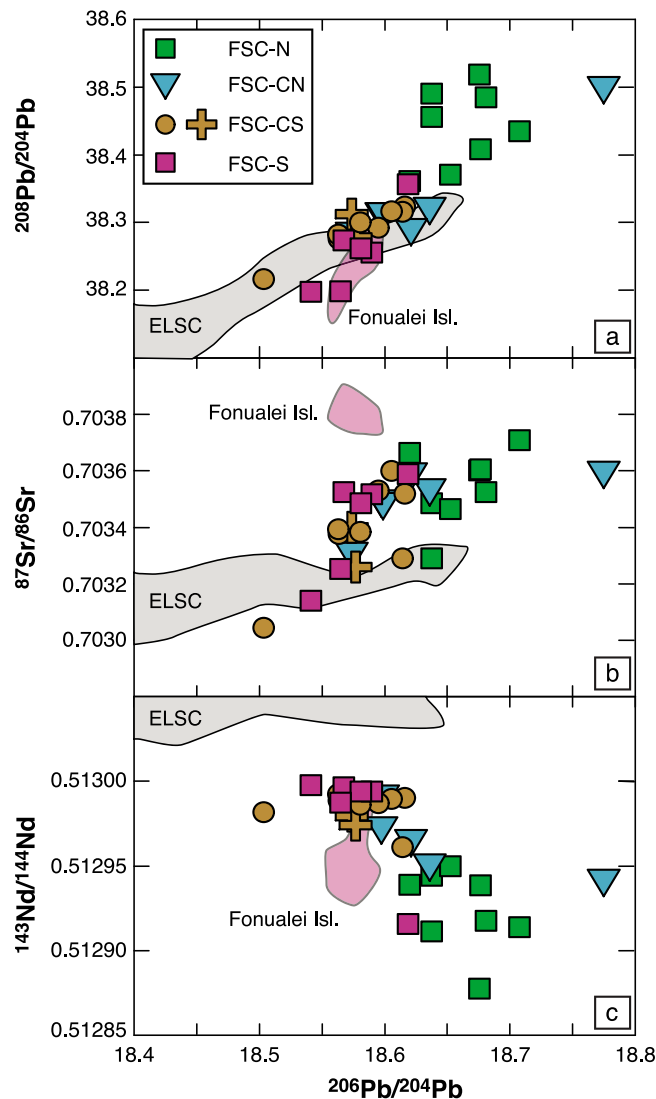 38.6
38.5
38.4
38.3
38.2
208Pb/204Pb
FSC-N
FSC-CN
FSC-CS
FSC-S
ELSC
Fonualei Isl.
a
0.7038
0.7036
0.7034
0.7032
0.7030
87Sr/86Sr
Fonualei Isl.
ELSC
b
0.51300
0.51295
0.51290
0.51285
143Nd/144Nd
ELSC
Fonualei Isl.
c
18.4 18.5 18.6 18.7 18.8
206Pb/204Pb